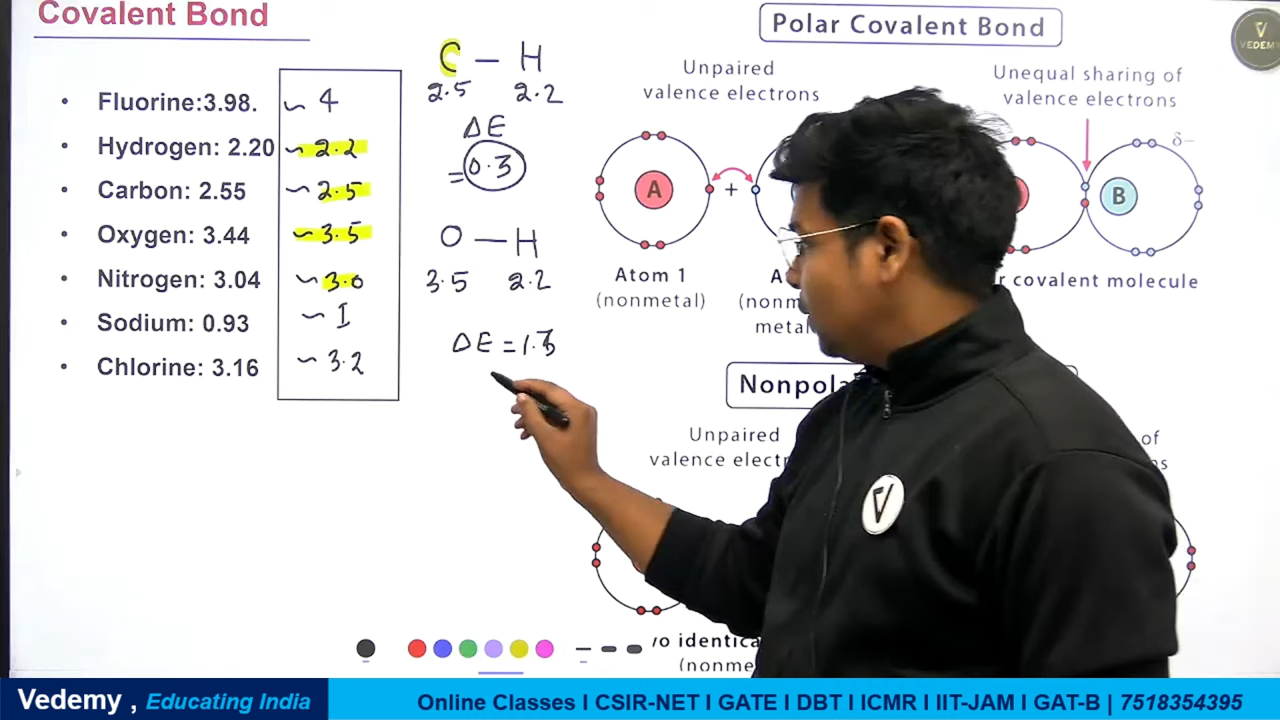 Covalent Bond
• Fluorine:3.98. ~ 4
• Hydrogen: 2.20 ~ 2.2
• Carbon: 2.55 ~ 2.5
• Oxygen: 3.44 ~ 3.5
• Nitrogen: 3.04 ~ 3.0
• Sodium: 0.93 ~ 1
• Chlorine: 3.16 ~ 3.2
C – H
2.5 2.2
ΔE
= 0.3
O – H
3.5 2.2
ΔE = 1.3
Polar Covalent Bond
Unpaired
valence electrons
Unequal sharing of
valence electrons
δ–
A
+
B
Atom 1
(nonmetal)
covalent molecule
Unpaired
of
VEDEMY
Vedemy , Educating India
Online Classes I CSIR-NET I GATE I DBT I ICMR I IIT-JAM I GAT-B | 7518354395